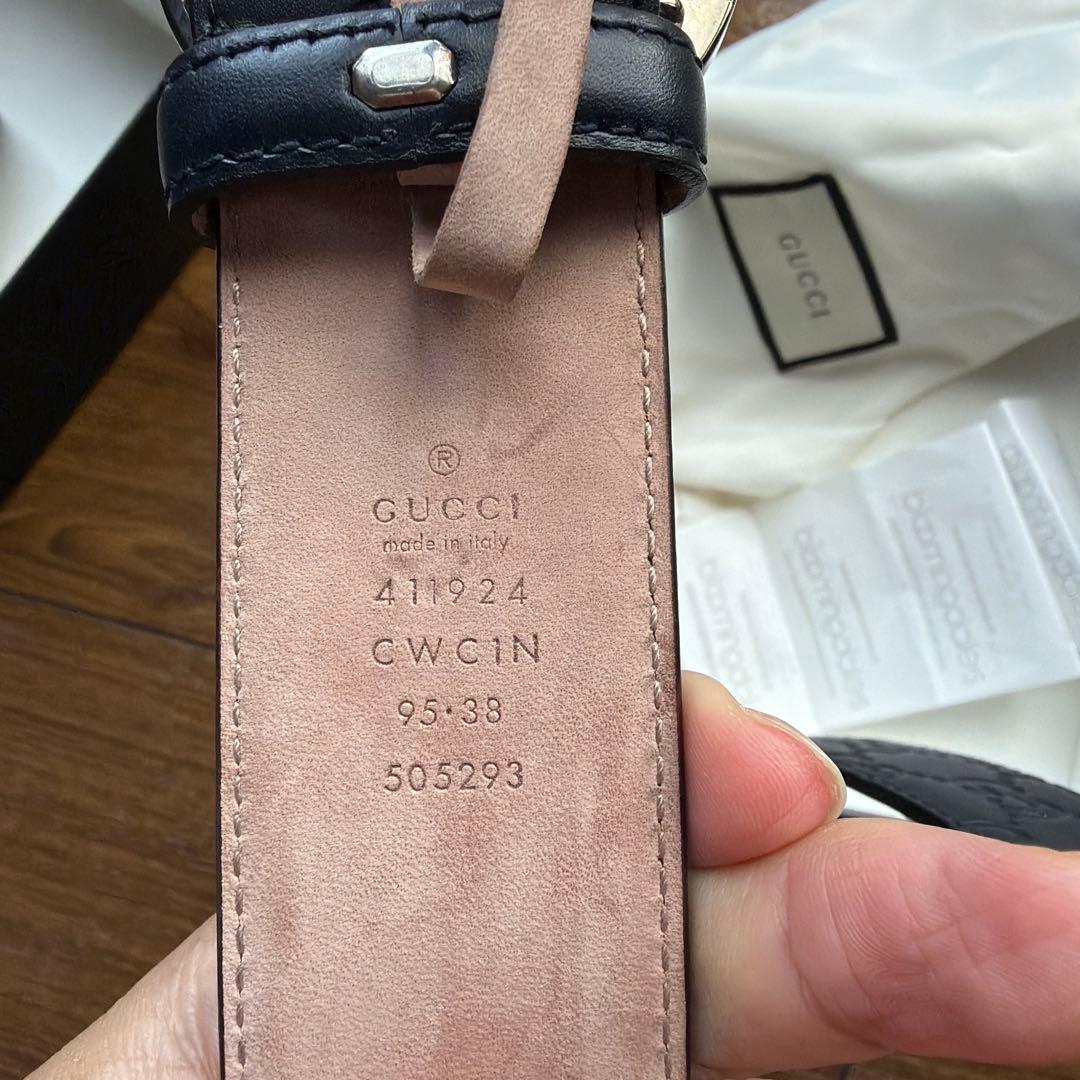 ®
GUCCI
made in italy
411924
CWC1N
95·38
505293
GUCCI